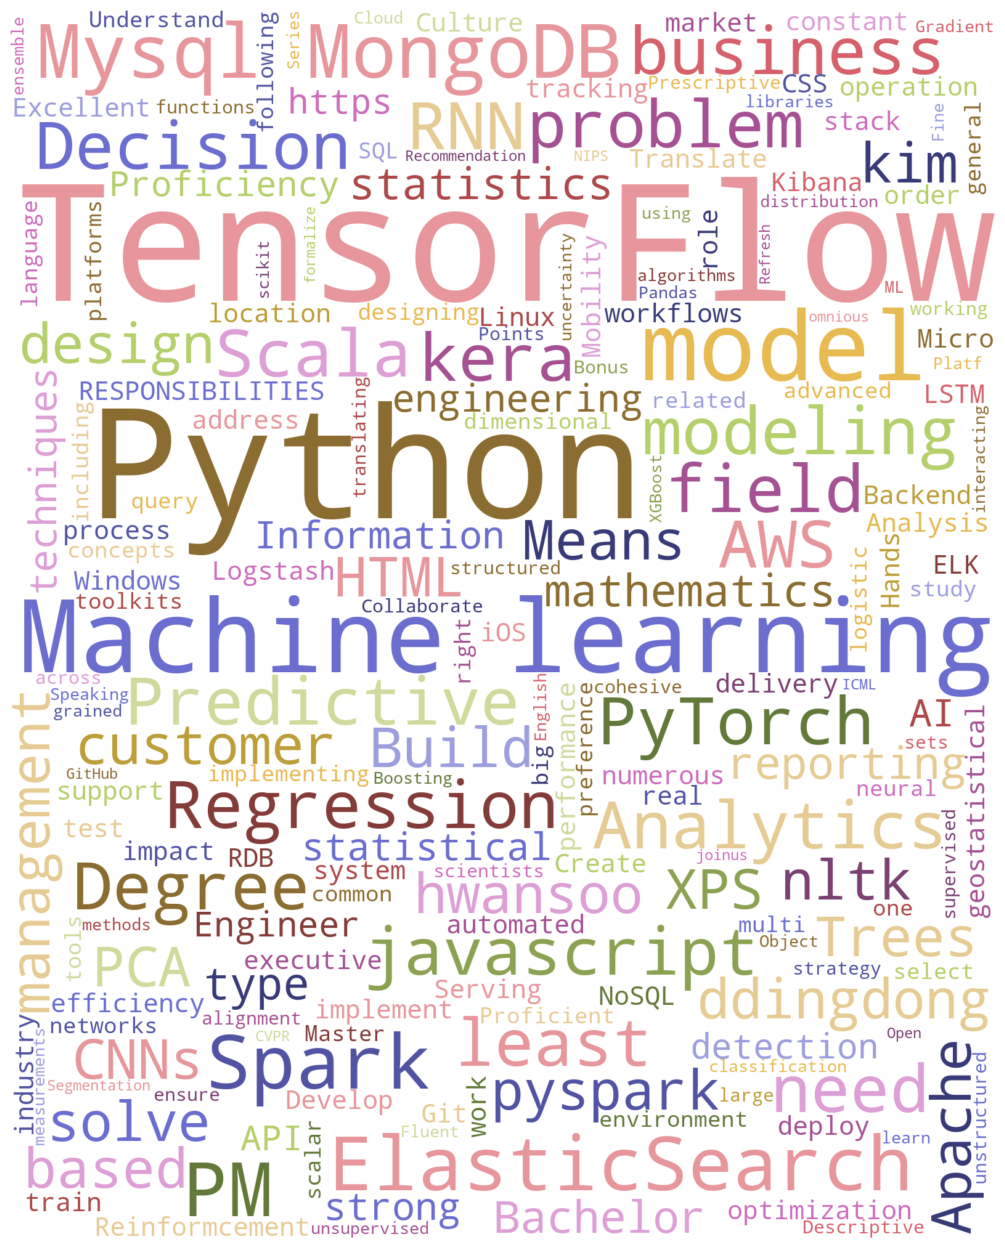 ensemble
Understand
Mysql
MongoDB
following
Series
Cloud
Culture
market
constant
Gradient
business
Excellent
functions
https
tracking
Prescriptive
CSS
operation
libraries
RNN
problem
stack
Fine
general
Decision
SQL
Recommendation
NIPS
Translate
kim
Proficiency
statistics
Kibana
order
distribution
TensorFlow
language
platforms
scikit
formalize
using
role
Refresh
uncertainty
Mobility
algorithms
Pandas
ML
location
designing
Linux
Points
workflows
omnious
working
design
Scala
kera
Bonus
model
Micro
Platf
techniques
RESPONSIBILITIES
including
address
translating
engineering
dimensional
related
advanced
LSTM
interacting
Python
modeling
query
XGBoost
field
Backend
Analysis
process
concepts
Information
Means
AWS
logistic
Hands
ELK
Windows
Logstash
HTML
structured
mathematics
study
toolkits
Collaborate
right
iOS
Machine learning
across
Speaking
grained
Predictive
English
performance
ecohesive
delivery
ICML
management
customer
Build
big
preference
PyTorch
AI
sets
geostatistical
GitHub
implementing
Boosting
numerous
reporting
support
Regression
real
neural
test
Analytics
supervised
impact
RDB
statistical
Create
joinus
Degree
system
common
scientists
hwansoo
XPS
nltk
one
methods
tools
Engineer
automated
multi
Object
Trees
PCA
executive
javascript
strategy
select
type
Serving
NoSQL
ddingdong
efficiency
networks
alignment
implement
Proficient
industry
measurements
CVPR
Master
Open
CNNs
Spark
least
detection
classification
Apache
unstructured
Segmentation
ensure
Develop
Git
Fluent
work
pyspark
large
need
environment
solve
API
scalar
deploy
learn
based
PM
ElasticSearch
train
strong
Bachelor
optimization
Reinformcement
unsupervised
Descriptive